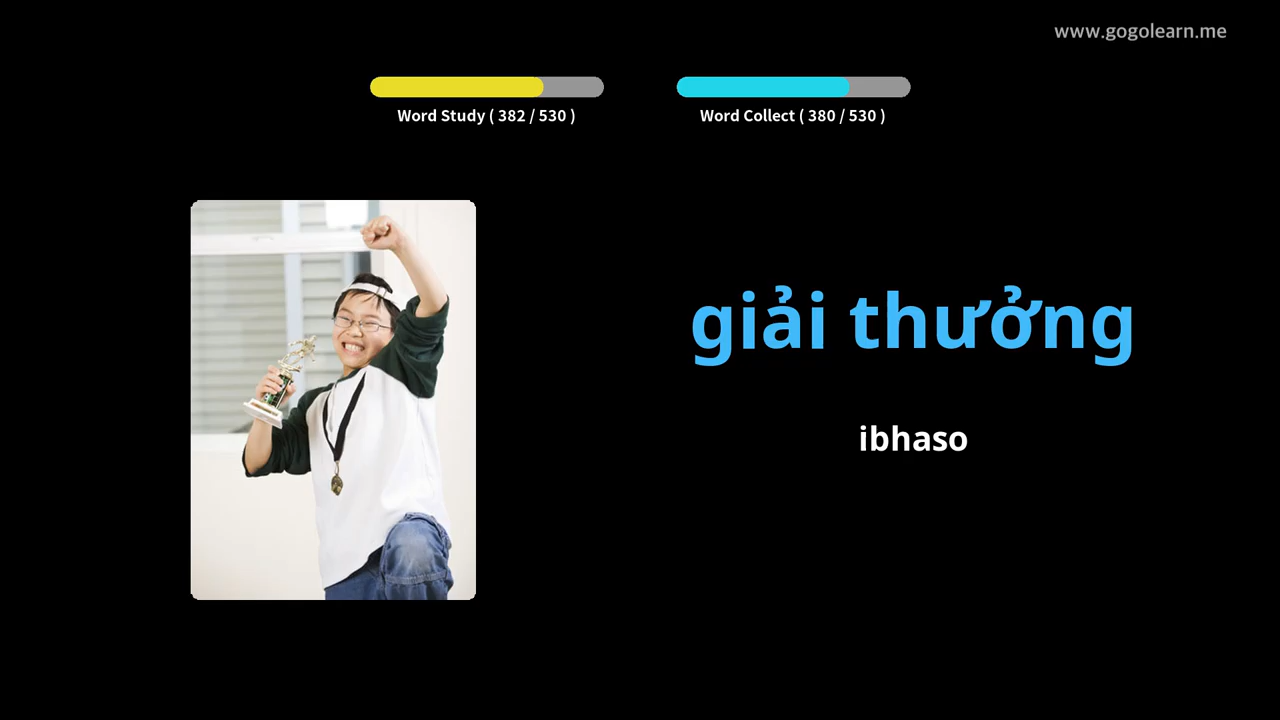 www.gogolearn.me
Word Study ( 382 / 530 )
Word Collect ( 380 / 530 )
giải thưởng
ibhaso